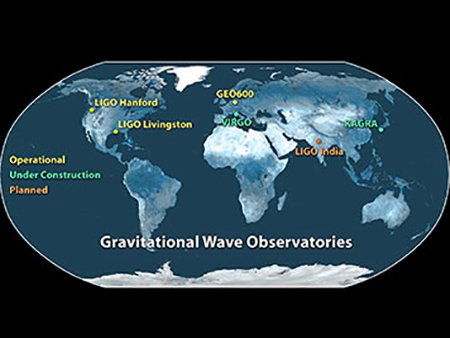 GEO600
LIGO Hanford
VIRGO
KAGRA
LIGO Livingston
LIGO India
Operational
Under Construction
Planned
Gravitational Wave Observatories